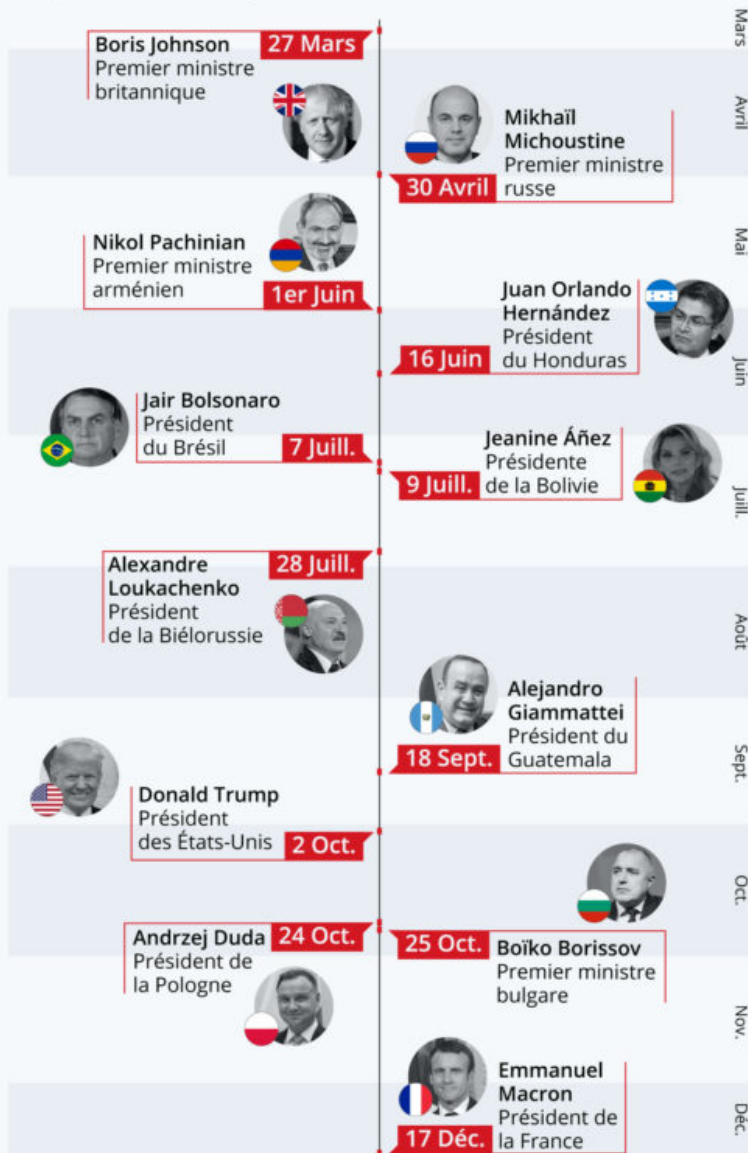 Mars
Boris Johnson
Premier ministre
britannique
27 Mars
Avril
Mikhaïl
Michoustine
Premier ministre
russe
30 Avril
Mai
Nikol Pachinian
Premier ministre
arménien
1er Juin
Juan Orlando
Hernández
Président
du Honduras
16 Juin
Juin
Jair Bolsonaro
Président
du Brésil
7 Juill.
Jeanine Áñez
Présidente
de la Bolivie
9 Juill.
Juill.
28 Juill.
Alexandre
Loukachenko
Président
de la Biélorussie
Août
Alejandro
Giammattei
Président du
Guatemala
18 Sept.
Sept.
Donald Trump
Président
des États-Unis
2 Oct.
Oct.
Andrzej Duda
Président de
la Pologne
24 Oct.
25 Oct.
Boïko Borissov
Premier ministre
bulgare
Nov.
Emmanuel
Macron
Président de
la France
17 Déc.
Déc.